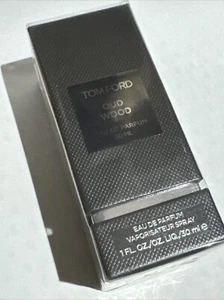 TOM FORD
OUD
WOOD
EAU DE PARFUM
EAU DE PARFUM
VAPORISATEUR SPRAY
1 FL. OZ./OZ. LIQ./30 ml ℮